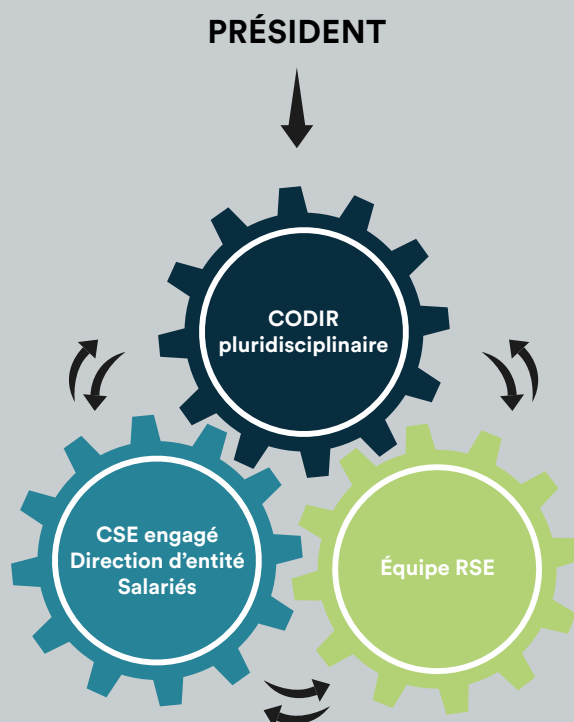 PRÉSIDENT
CODIR
pluridisciplinaire
CSE engagé
Direction d'entité
Salariés
Équipe RSE